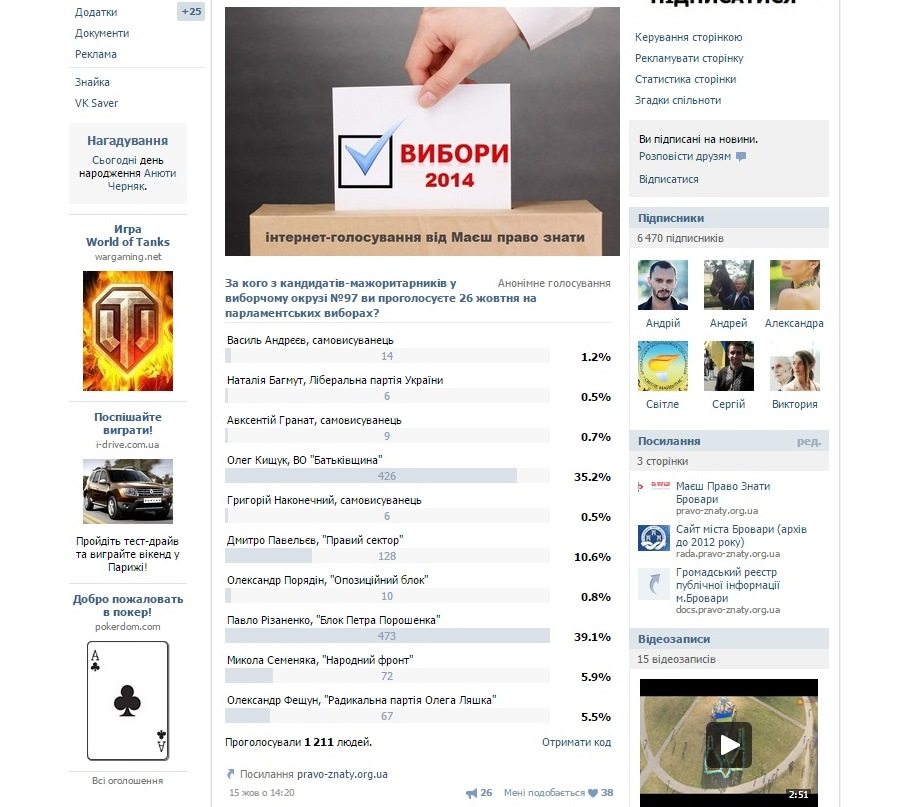 Додатки
+25
Документи
Реклама
Знайка
VK Saver
Нагадування
Сьогодні день
народження Анюти
Черняк.
Игра
World of Tanks
wargaming.net
Поспішайте
виграти!
i-drive.com.ua
Пройдіть тест-драйв
та виграйте вікенд у
Парижі!
Добро пожаловать
в покер!
pokerdom.com
A
A
Всі оголошення
ВИБОРИ
2014
інтернет-голосування від Маєш право знати
За кого з кандидатів-мажоритарників у
виборчому окрузі №97 ви проголосуєте 26 жовтня на
парламентських виборах?
Анонімне голосування
Василь Андрєєв, самовисуванець
14 1.2%
Наталія Багмут, Ліберальна партія України
6 0.5%
Авксентій Гранат, самовисуванець
9 0.7%
Олег Кищук, ВО "Батьківщина"
426 35.2%
Григорій Наконечний, самовисуванець
6 0.5%
Дмитро Павельєв, "Правий сектор"
128 10.6%
Олександр Порядін, "Опозиційний блок"
10 0.8%
Павло Різаненко, "Блок Петра Порошенка"
473 39.1%
Микола Семеняка, "Народний фронт"
72 5.9%
Олександр Фещун, "Радикальна партія Олега Ляшка"
67 5.5%
Проголосували 1 211 людей.
Отримати код
Посилання pravo-znaty.org.ua
15 жов о 14:20
26
Мені подобається 38
ПІДПИСАТИСЯ
Керування сторінкою
Рекламувати сторінку
Статистика сторінки
Згадки спільноти
Ви підписані на новини.
Розповісти друзям
Відписатися
Підписники
6 470 підписників
Андрій Андрей Александра
Світле Сергій Виктория
Посилання ред.
3 сторінки
Маєш Право Знати
Бровари
pravo-znaty.org.ua
Сайт міста Бровари (архів
до 2012 року)
rada.pravo-znaty.org.ua
Громадський реєстр
публічної інформації
м.Бровари
docs.pravo-znaty.org.ua
Відеозаписи
15 відеозаписів
2:51